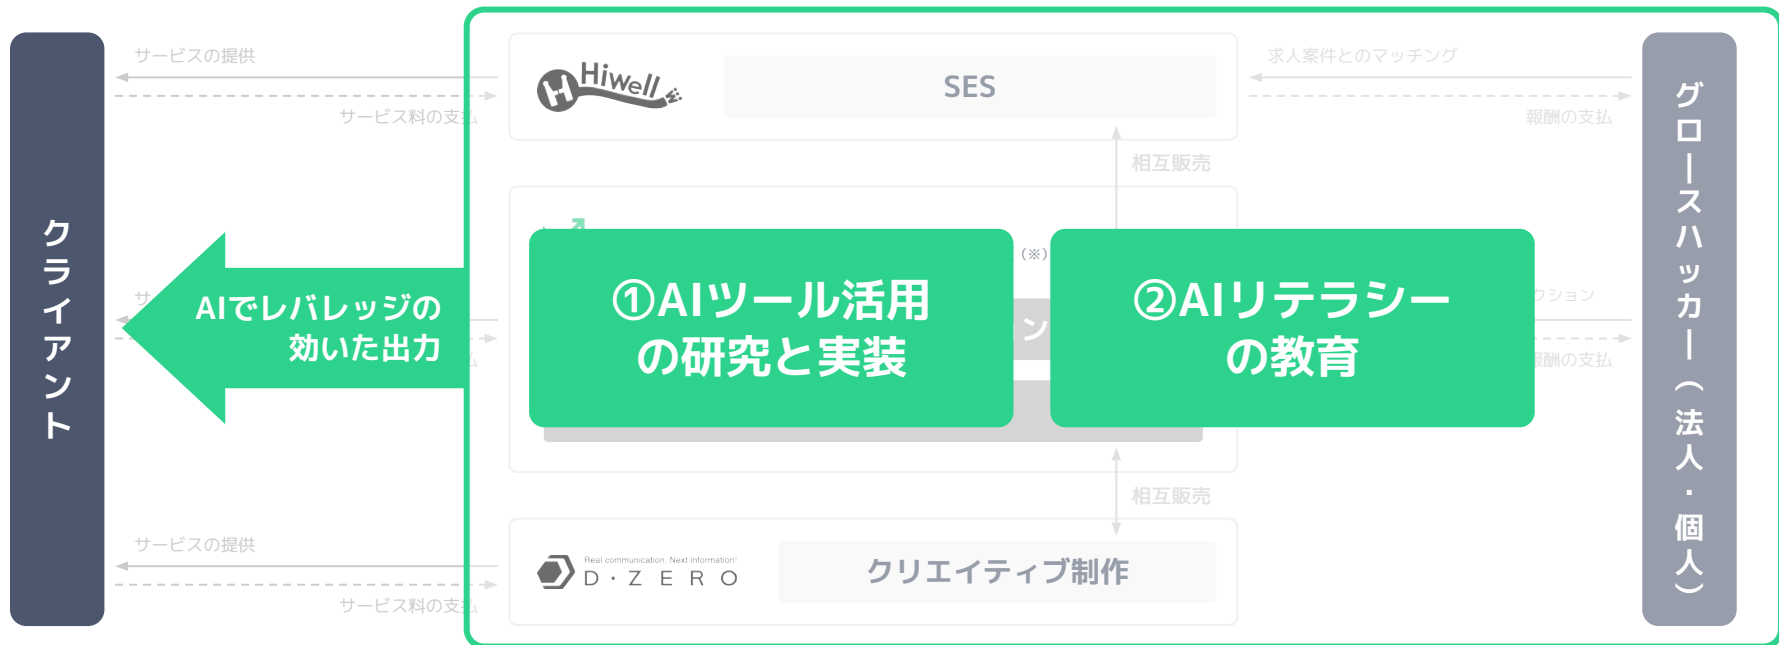 クライアント
サービスの提供
サービス料の支払
Hiwell
SES
求人案件とのマッチング
報酬の支払
相互販売
(※)
AIでレバレッジの
効いた出力
①AIツール活用
の研究と実装
②AIリテラシー
の教育
ン
クション
報酬の支払
相互販売
サービスの提供
サービス料の支払
Real communication, Next information!
D・ZERO
クリエイティブ制作
グロースハッカー(法人・個人)